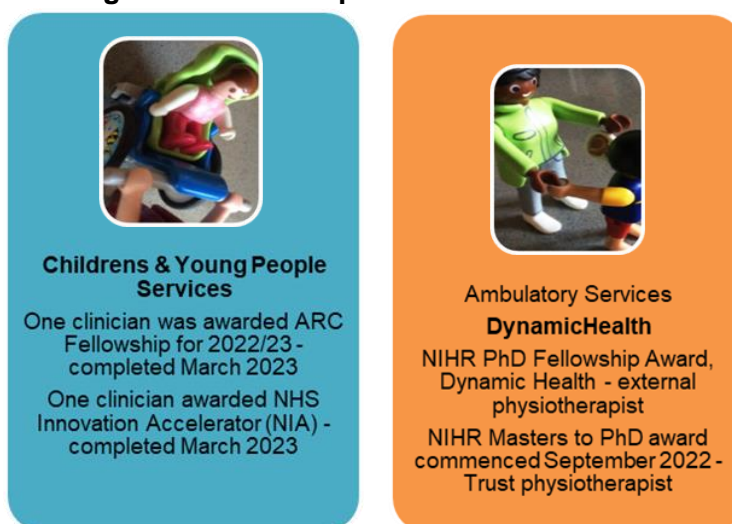 Childrens & Young People
Services
One clinician was awarded ARC
Fellowship for 2022/23 -
completed March 2023
One clinician awarded NHS
Innovation Accelerator (NIA) -
completed March 2023
Ambulatory Services
DynamicHealth
NIHR PhD Fellowship Award,
Dynamic Health - external
physiotherapist
NIHR Masters to PhD award
commenced September 2022 -
Trust physiotherapist